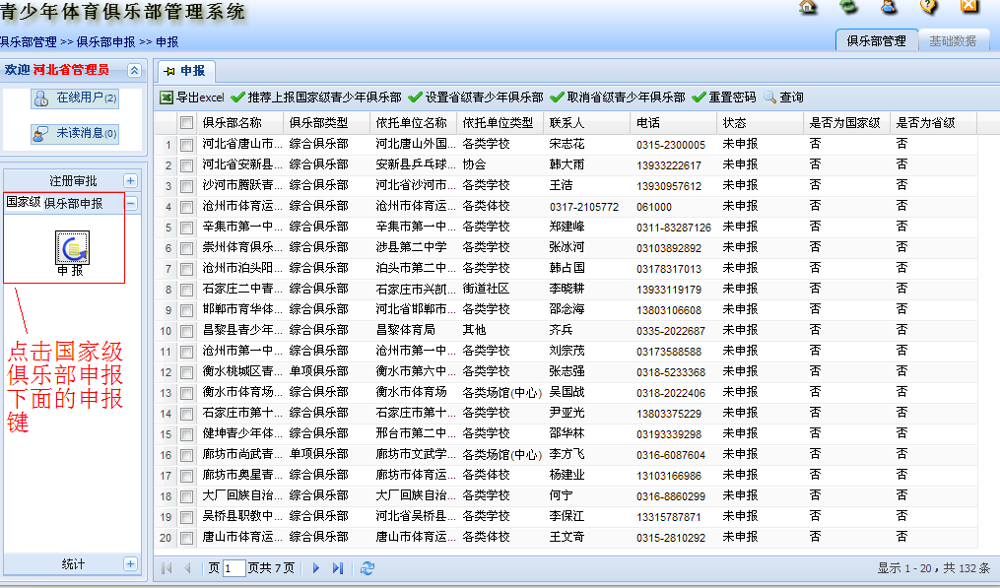 青少年体育俱乐部管理系统
俱乐部管理 >> 俱乐部申报 >> 申报
俱乐部管理 基础数据
欢迎 河北省管理员
在线用户(2)
未读消息(0)
注册审批
国家级 俱乐部申报
申报
点击国家级
俱乐部申报
下面的申报
键
统计
申报
导出excel 推荐上报国家级青少年俱乐部 设置省级青少年俱乐部 取消省级青少年俱乐部 重置密码 查询
俱乐部名称 俱乐部类型 依托单位名称 依托单位类型 联系人 电话 状态 是否为国家级 是否为省级
1 河北省唐山市... 综合俱乐部 河北唐山外国... 各类学校 宋志花 0315-2300005 未申报 否 否
2 河北省安新县... 综合俱乐部 安新县乒乓球... 协会 韩大雨 13933222617 未申报 否 否
3 沙河市腾跃青... 综合俱乐部 河北省沙河市... 各类学校 王浩 13930957612 未申报 否 否
4 沧州市体育运... 综合俱乐部 沧州市体育运... 各类体校 0317-2105772 061000 未申报 否 否
5 辛集市第一中... 综合俱乐部 辛集市第一中... 各类学校 郑建峰 0311-83287126 未申报 否 否
6 崇州体育俱乐... 综合俱乐部 涉县第二中学 各类学校 张冰河 03103892892 未申报 否 否
7 沧州市泊头阳... 综合俱乐部 泊头市第二中... 各类学校 韩占国 03178317013 未申报 否 否
8 石家庄二中青... 综合俱乐部 石家庄市兴凯... 街道社区 李晓耕 13933119179 未申报 否 否
9 邯郸市育华体... 综合俱乐部 河北省邯郸市... 各类学校 邵念海 13803106608 未申报 否 否
10 昌黎县青少年... 综合俱乐部 昌黎体育局 其他 齐兵 0335-2022687 未申报 否 否
11 沧州市第一中... 综合俱乐部 沧州市第一中... 各类学校 刘宗茂 03173588588 未申报 否 否
12 衡水桃城区青... 单项俱乐部 衡水市第六中... 各类学校 张志强 0318-5233368 未申报 否 否
13 衡水市体育场... 综合俱乐部 衡水市体育场 各类场馆(中心) 吴国战 0318-2022406 未申报 否 否
14 石家庄市第十... 综合俱乐部 石家庄市第十... 各类学校 尹亚光 13803375229 未申报 否 否
15 健坤青少年体... 综合俱乐部 邢台市第二中... 各类学校 邵华林 03193339298 未申报 否 否
16 廊坊市尚武青... 单项俱乐部 廊坊市文武学... 各类场馆(中心) 李方飞 0316-6087604 未申报 否 否
17 廊坊市奥星青... 综合俱乐部 廊坊市体育运... 各类体校 杨建业 13103166986 未申报 否 否
18 大厂回族自治... 综合俱乐部 大厂回族自治... 各类学校 何宁 0316-8860299 未申报 否 否
19 吴桥县职教中... 综合俱乐部 河北省吴桥县... 各类学校 李保江 13315787871 未申报 否 否
20 唐山市体育运... 综合俱乐部 唐山市体育运... 各类体校 王文奇 0315-2810292 未申报 否 否
页 1 页共 7 页 显示 1 - 20，共 132 条